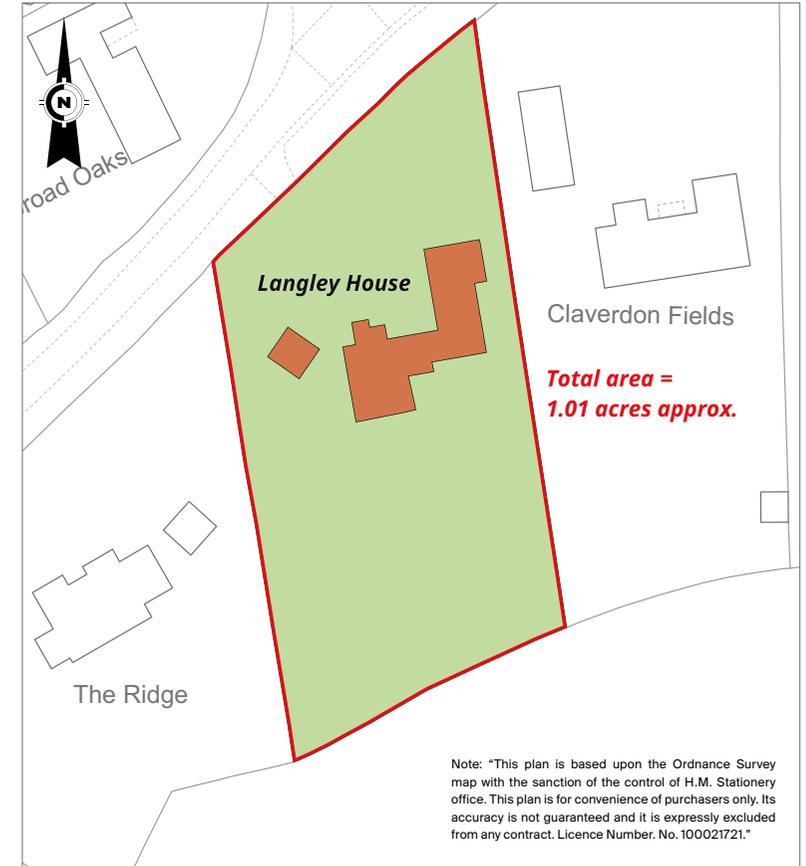 N
road Oaks
Langley House
Claverdon Fields
Total area =
1.01 acres approx.
The Ridge
Note: “This plan is based upon the Ordnance Survey
map with the sanction of the control of H.M. Stationery
office. This plan is for convenience of purchasers only. Its
accuracy is not guaranteed and it is expressly excluded
from any contract. Licence Number. No. 100021721.”